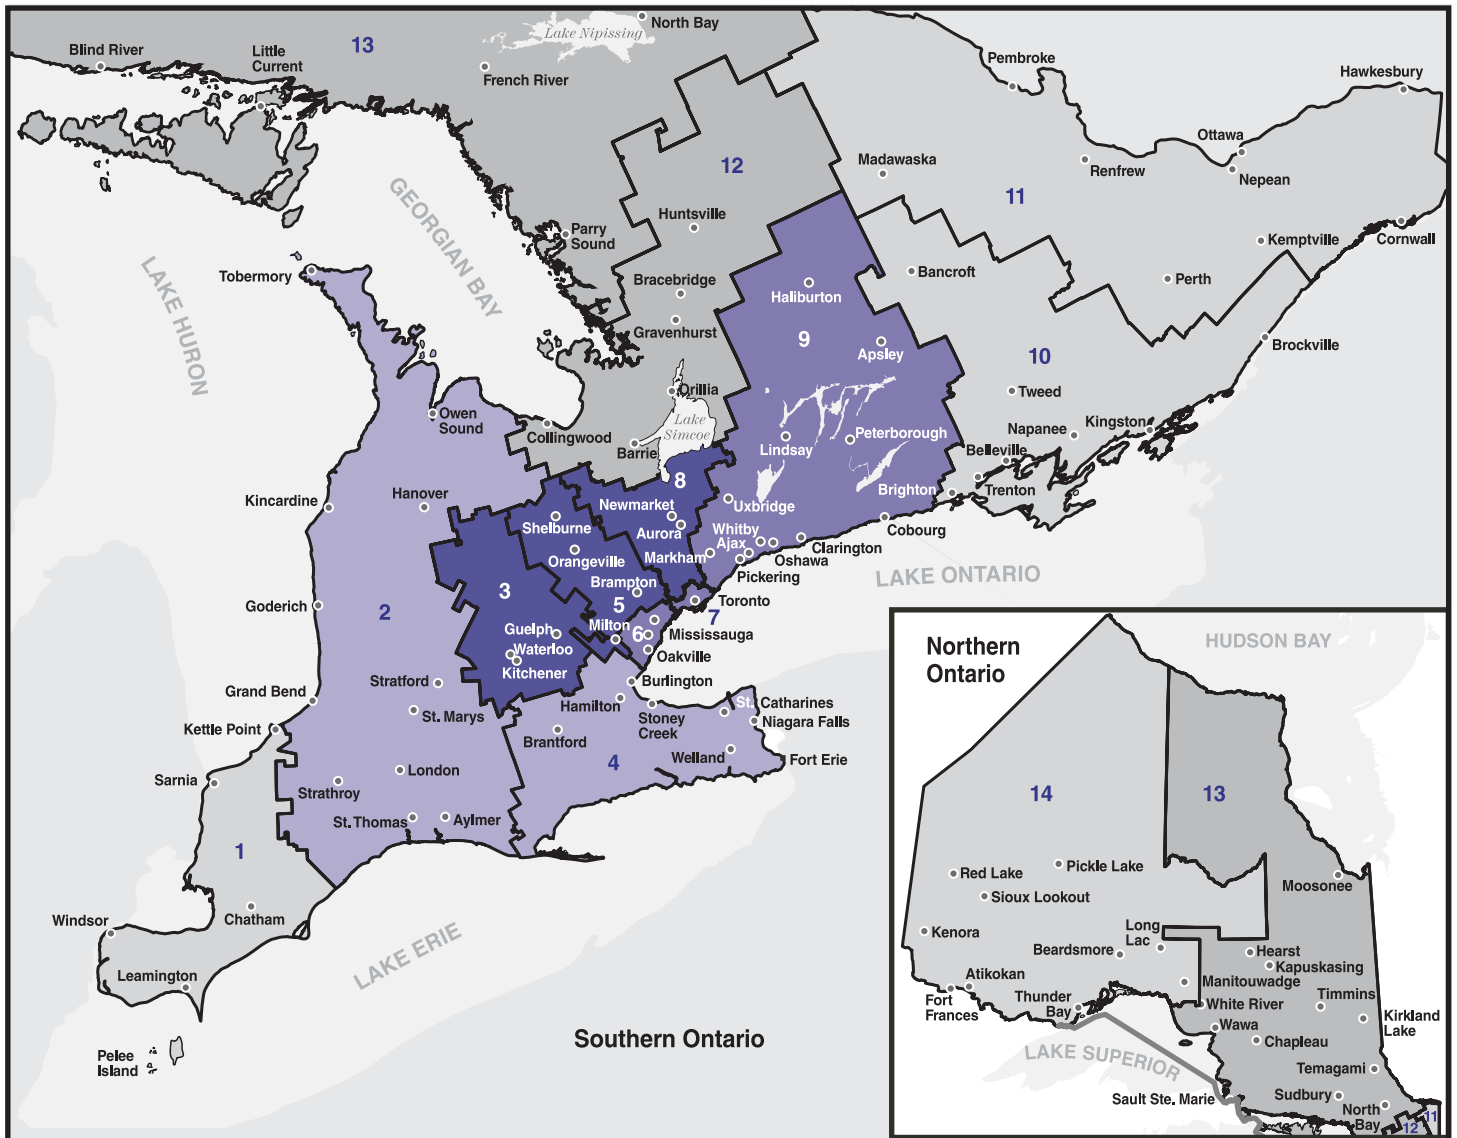 North Bay
Lake Nipissing
13
Blind River
Little
Current
French River
Pembroke
Hawkesbury
Ottawa
Nepean
Renfrew
Madawaska
12
11
GEORGIAN BAY
Huntsville
Parry
Sound
Kemptville
Cornwall
LAKE HURON
Tobermory
Bracebridge
Haliburton
Bancroft
Perth
Gravenhurst
9
Apsley
10
Brockville
Orillia
Tweed
Owen
Sound
Collingwood
Lake
Simcoe
Barrie
Lindsay
Peterborough
Napanee
Kingston
Belleville
8
Kincardine
Hanover
Newmarket
Uxbridge
Brighton
Trenton
Shelburne
Aurora
Whitby
Ajax
Cobourg
Orangeville
Markham
Oshawa
Clarington
Pickering
LAKE ONTARIO
Brampton
Toronto
3
5
7
2
Goderich
Guelph
Milton
6
Mississauga
Waterloo
Oakville
Kitchener
Stratford
Burlington
Grand Bend
Hamilton
St. Catharines
St. Marys
Stoney
Creek
Niagara Falls
Kettle Point
Brantford
4
Welland
Fort Erie
Sarnia
London
Strathroy
St. Thomas
Aylmer
1
Chatham
Windsor
LAKE ERIE
Leamington
Pelee
Island
Southern Ontario
Northern
Ontario
HUDSON BAY
14
13
Red Lake
Pickle Lake
Moosonee
Sioux Lookout
Kenora
Long
Lac
Beardsmore
Hearst
Kapuskasing
Atikokan
Manitouwadge
Fort
Frances
Thunder
Bay
White River
Timmins
Kirkland
Lake
Wawa
Chapleau
LAKE SUPERIOR
Temagami
Sault Ste. Marie
Sudbury
North
Bay
11
12